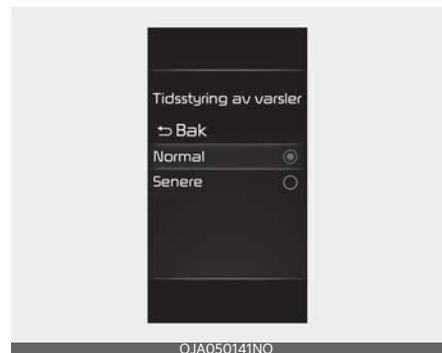 Tidsstyring av varsler
⮌ Bak
Normal
Senere
OJA050141NO